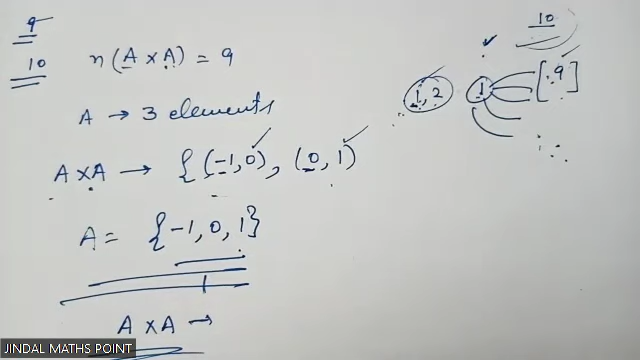 9
10
n(A × A) = 9
A → 3 elements
A×A → {(-1,0), (0,1)
A = {-1, 0, 1}
A × A →
10
1, 2
1
[9]
JINDAL MATHS POINT